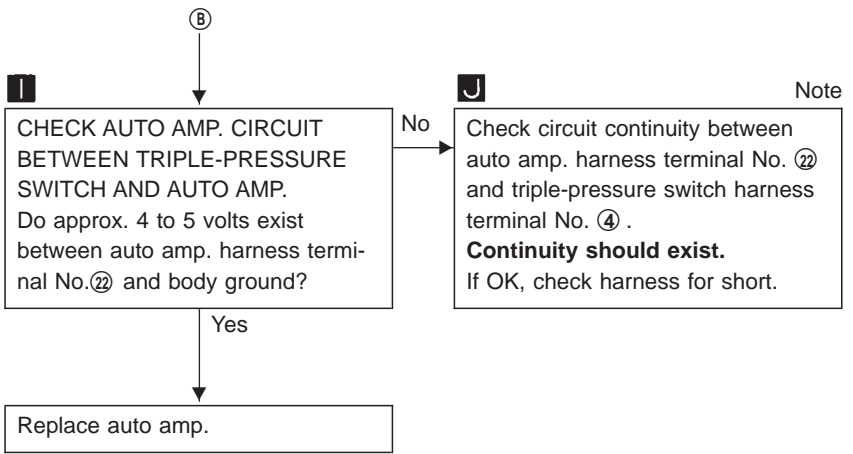 Ⓑ
I
CHECK AUTO AMP. CIRCUIT
BETWEEN TRIPLE-PRESSURE
SWITCH AND AUTO AMP.
Do approx. 4 to 5 volts exist
between auto amp. harness termi-
nal No.㉒ and body ground?
No
J
Note
Check circuit continuity between
auto amp. harness terminal No. ㉒
and triple-pressure switch harness
terminal No. ④ .
Continuity should exist.
If OK, check harness for short.
Yes
Replace auto amp.